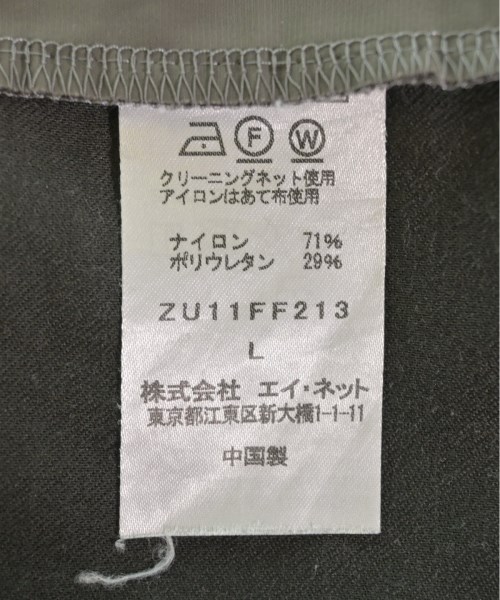 F W
クリーニングネット使用
アイロンはあて布使用
ナイロン 71%
ポリウレタン 29%
ZU11FF213
L
株式会社 エイ・ネット
東京都江東区新大橋1-1-11
中国製